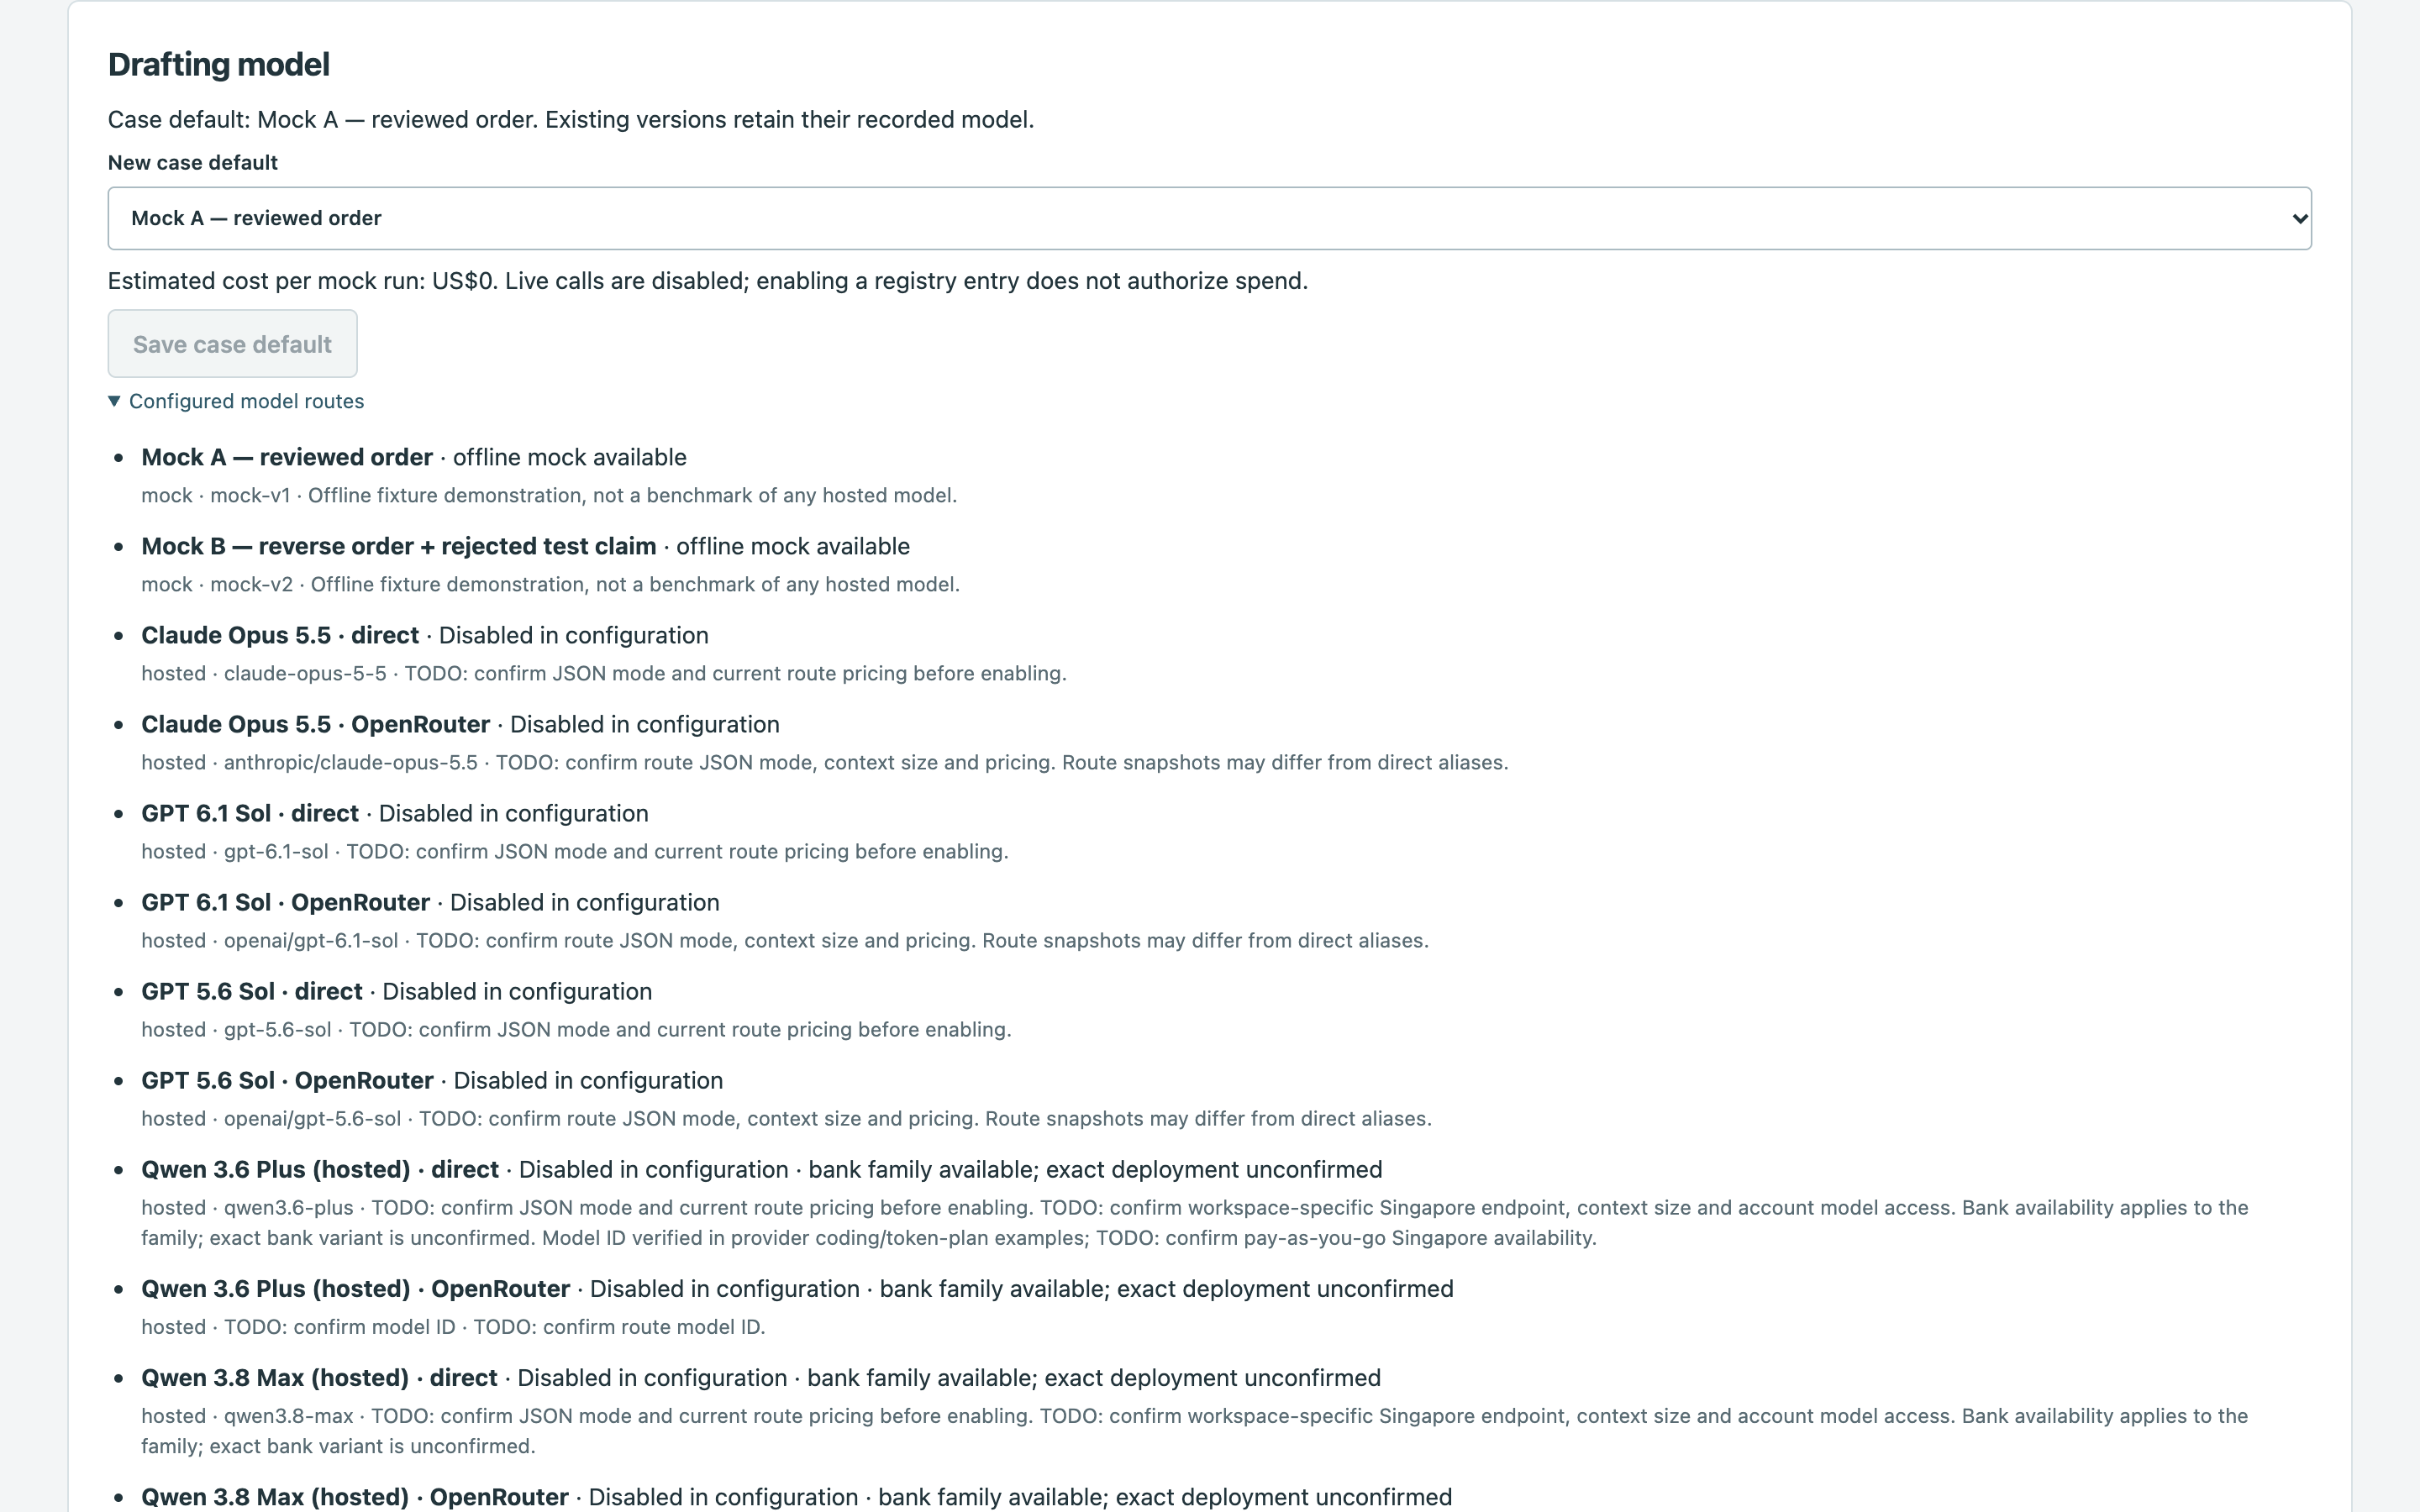 Drafting model
Case default: Mock A — reviewed order. Existing versions retain their recorded model.
New case default
Mock A — reviewed order
Estimated cost per mock run: US$0. Live calls are disabled; enabling a registry entry does not authorize spend.
Save case default
▼ Configured model routes
• Mock A — reviewed order · offline mock available
mock · mock-v1 · Offline fixture demonstration, not a benchmark of any hosted model.
• Mock B — reverse order + rejected test claim · offline mock available
mock · mock-v2 · Offline fixture demonstration, not a benchmark of any hosted model.
• Claude Opus 5.5 · direct · Disabled in configuration
hosted · claude-opus-5-5 · TODO: confirm JSON mode and current route pricing before enabling.
• Claude Opus 5.5 · OpenRouter · Disabled in configuration
hosted · anthropic/claude-opus-5.5 · TODO: confirm route JSON mode, context size and pricing. Route snapshots may differ from direct aliases.
• GPT 6.1 Sol · direct · Disabled in configuration
hosted · gpt-6.1-sol · TODO: confirm JSON mode and current route pricing before enabling.
• GPT 6.1 Sol · OpenRouter · Disabled in configuration
hosted · openai/gpt-6.1-sol · TODO: confirm route JSON mode, context size and pricing. Route snapshots may differ from direct aliases.
• GPT 5.6 Sol · direct · Disabled in configuration
hosted · gpt-5.6-sol · TODO: confirm JSON mode and current route pricing before enabling.
• GPT 5.6 Sol · OpenRouter · Disabled in configuration
hosted · openai/gpt-5.6-sol · TODO: confirm route JSON mode, context size and pricing. Route snapshots may differ from direct aliases.
• Qwen 3.6 Plus (hosted) · direct · Disabled in configuration · bank family available; exact deployment unconfirmed
hosted · qwen3.6-plus · TODO: confirm JSON mode and current route pricing before enabling. TODO: confirm workspace-specific Singapore endpoint, context size and account model access. Bank availability applies to the
family; exact bank variant is unconfirmed. Model ID verified in provider coding/token-plan examples; TODO: confirm pay-as-you-go Singapore availability.
• Qwen 3.6 Plus (hosted) · OpenRouter · Disabled in configuration · bank family available; exact deployment unconfirmed
hosted · TODO: confirm model ID · TODO: confirm route model ID.
• Qwen 3.8 Max (hosted) · direct · Disabled in configuration · bank family available; exact deployment unconfirmed
hosted · qwen3.8-max · TODO: confirm JSON mode and current route pricing before enabling. TODO: confirm workspace-specific Singapore endpoint, context size and account model access. Bank availability applies to the
family; exact bank variant is unconfirmed.
• Qwen 3.8 Max (hosted) · OpenRouter · Disabled in configuration · bank family available; exact deployment unconfirmed